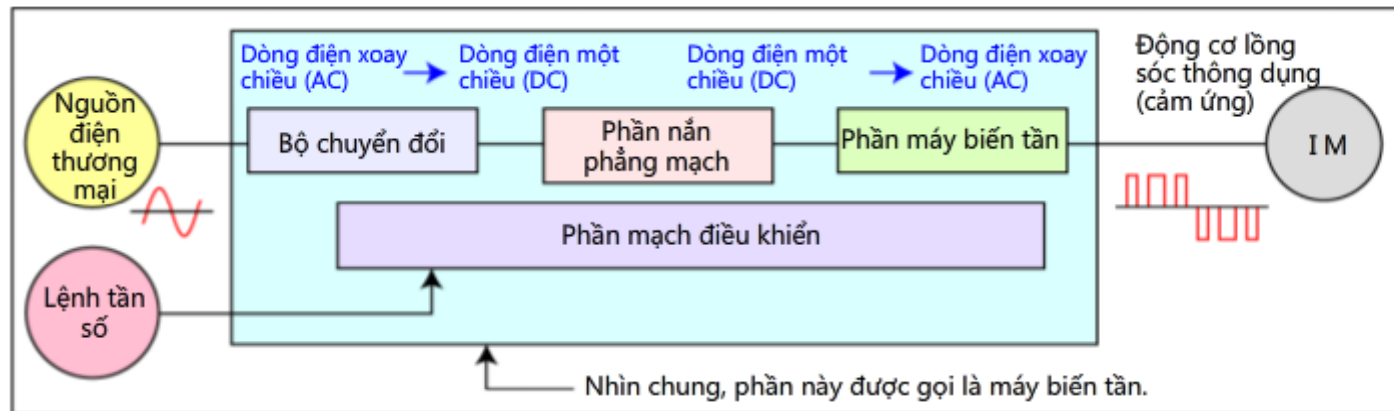 Dòng điện xoay
chiều (AC)
Dòng điện một
chiều (DC)
Dòng điện một
chiều (DC)
Dòng điện xoay
chiều (AC)
Động cơ lồng
sóc thông dụng
(cảm ứng)
Nguồn
điện
thương
mại
Bộ chuyển đổi
Phần nắn
phẳng mạch
Phần máy biến tần
I M
Phần mạch điều khiển
Lệnh tần
số
Nhìn chung, phần này được gọi là máy biến tần.